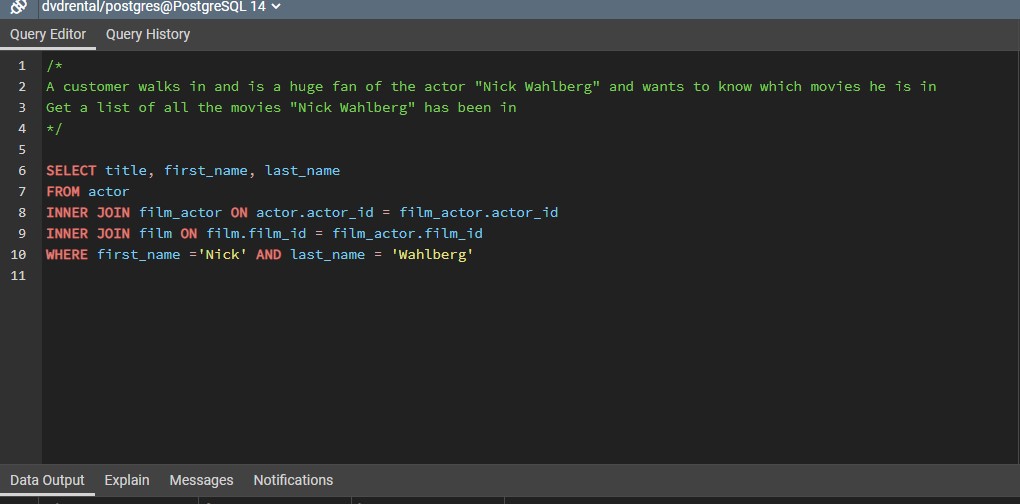 dvdrental/postgres@PostgreSQL 14
Query Editor Query History
1 /*
2 A customer walks in and is a huge fan of the actor "Nick Wahlberg" and wants to know which movies he is in
3 Get a list of all the movies "Nick Wahlberg" has been in
4 */
5
6 SELECT title, first_name, last_name
7 FROM actor
8 INNER JOIN film_actor ON actor.actor_id = film_actor.actor_id
9 INNER JOIN film ON film.film_id = film_actor.film_id
10 WHERE first_name ='Nick' AND last_name = 'Wahlberg'
11
Data Output Explain Messages Notifications